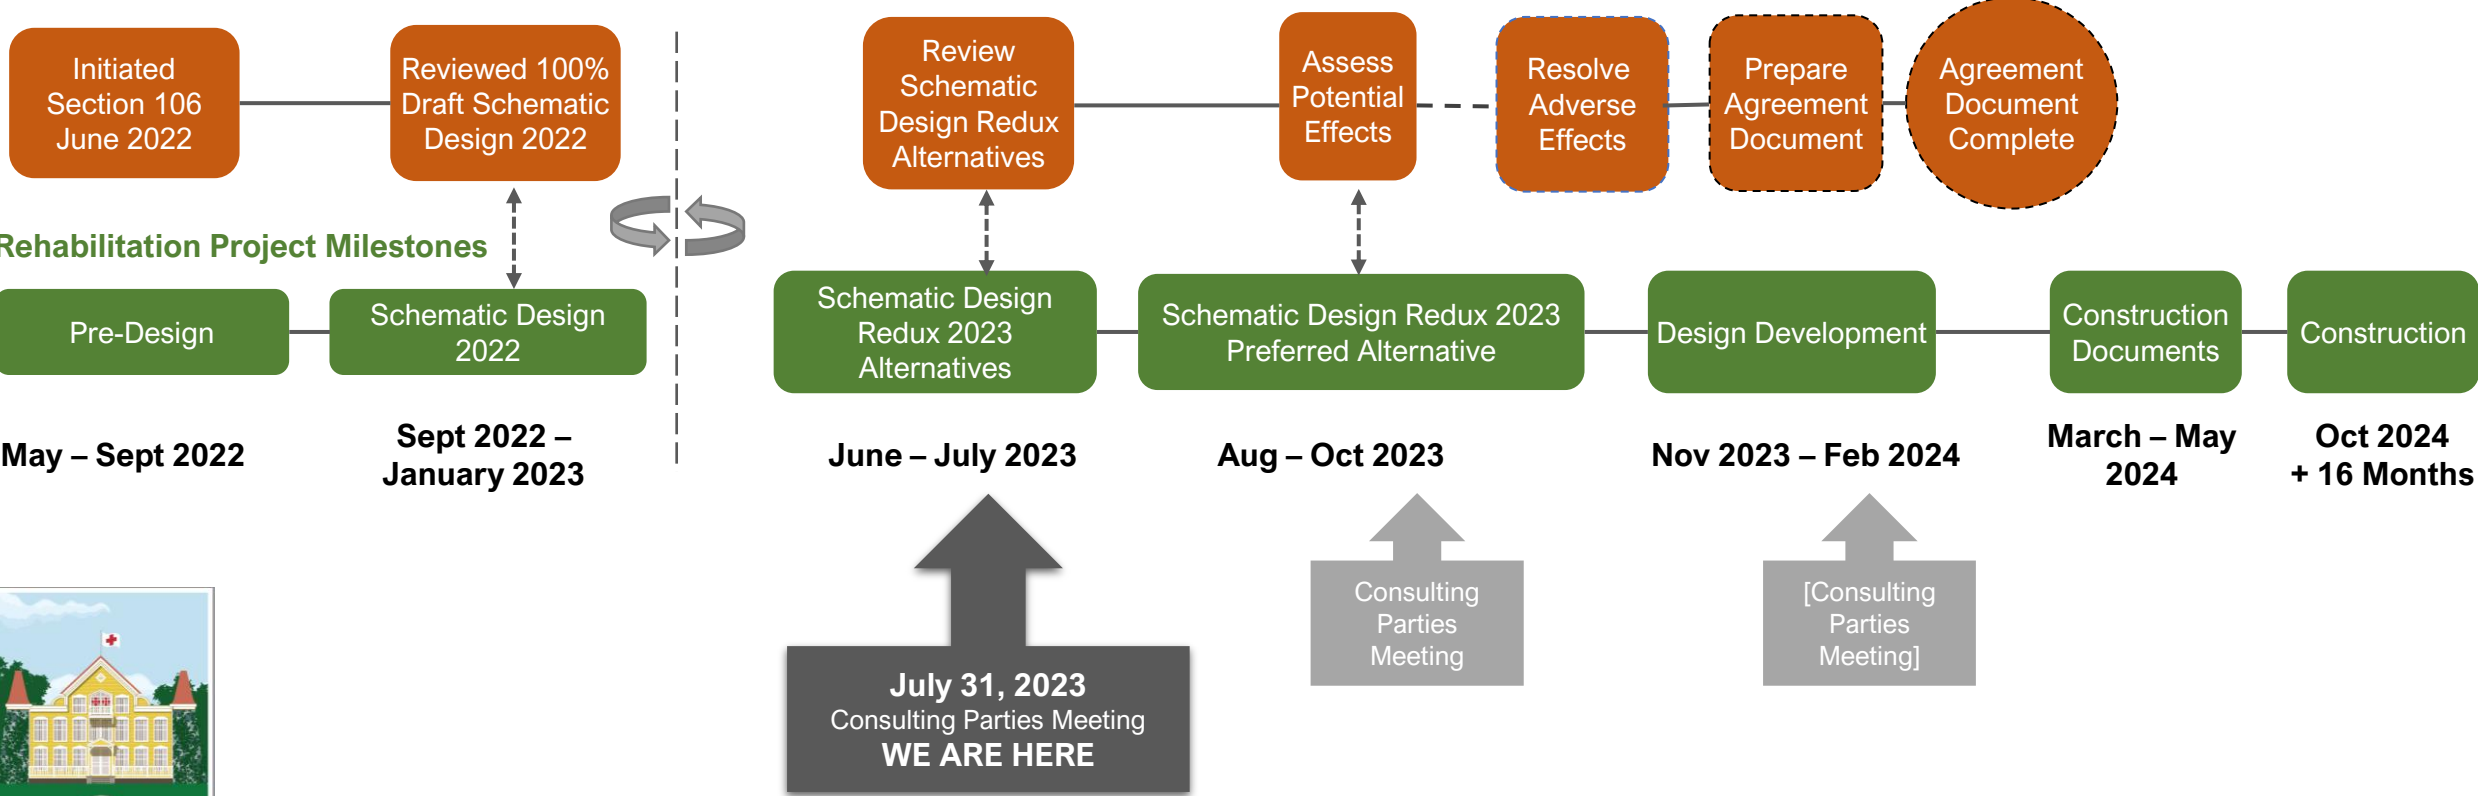 Initiated
Section 106
June 2022
Reviewed 100%
Draft Schematic
Design 2022
Review
Schematic
Design Redux
Alternatives
Assess
Potential
Effects
Resolve
Adverse
Effects
Prepare
Agreement
Document
Agreement
Document
Complete
Rehabilitation Project Milestones
Pre-Design
Schematic Design
2022
Schematic Design
Redux 2023
Alternatives
Schematic Design Redux 2023
Preferred Alternative
Design Development
Construction
Documents
Construction
May – Sept 2022
Sept 2022 –
January 2023
June – July 2023
Aug – Oct 2023
Nov 2023 – Feb 2024
March – May
2024
Oct 2024
+ 16 Months
July 31, 2023
Consulting Parties Meeting
WE ARE HERE
Consulting
Parties
Meeting
[Consulting
Parties
Meeting]